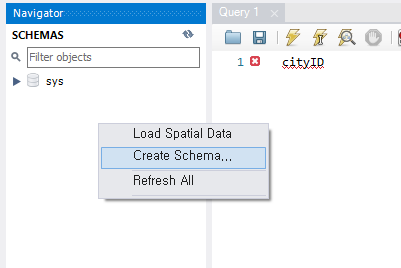 Navigator
SCHEMAS
Filter objects
sys
Load Spatial Data
Create Schema...
Refresh All
Query 1
1 cityID